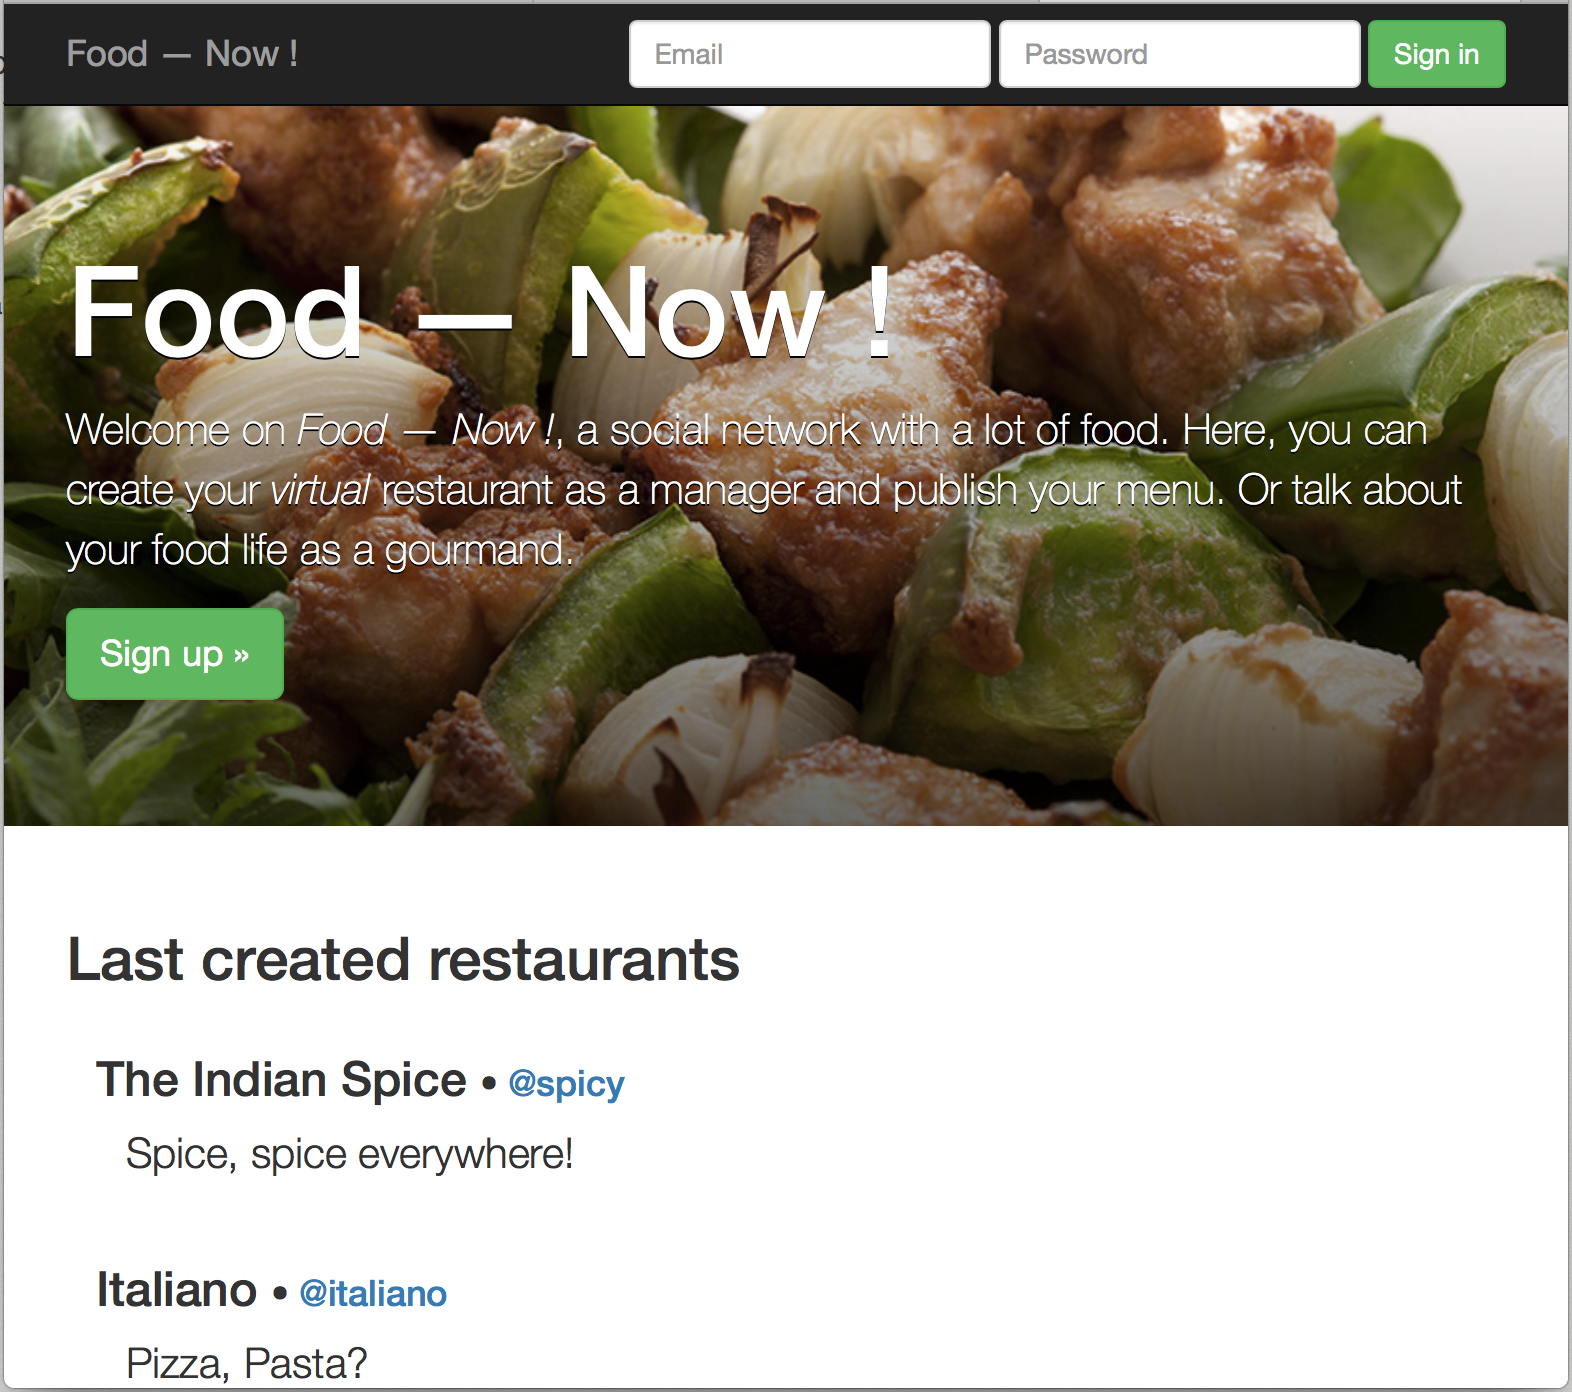 Food — Now !
Email
Password
Sign in
Food — Now !
Welcome on Food — Now !, a social network with a lot of food. Here, you can
create your virtual restaurant as a manager and publish your menu. Or talk about
your food life as a gourmand.
Sign up »
Last created restaurants
The Indian Spice • @spicy
Spice, spice everywhere!
Italiano • @italiano
Pizza, Pasta?